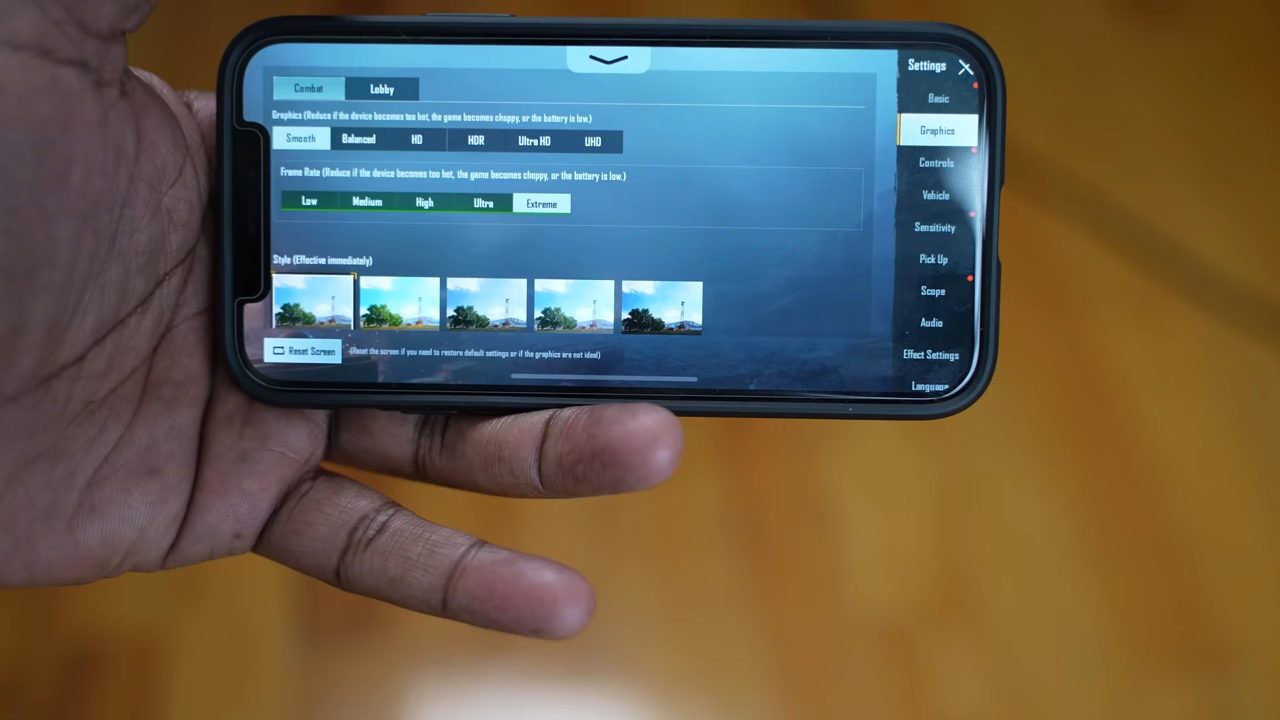 Settings
Combat Lobby
Graphics (Reduce if the device becomes too hot, the game becomes choppy, or the battery is low.)
Smooth Balanced HD HDR Ultra HD UHD
Frame Rate (Reduce if the device becomes too hot, the game becomes choppy, or the battery is low.)
Low Medium High Ultra Extreme
Style (Effective immediately)
Reset Screen (Reset the screen if you need to restore default settings or if the graphics are not ideal)
Basic
Graphics
Controls
Vehicle
Sensitivity
Pick Up
Scope
Audio
Effect Settings
Language